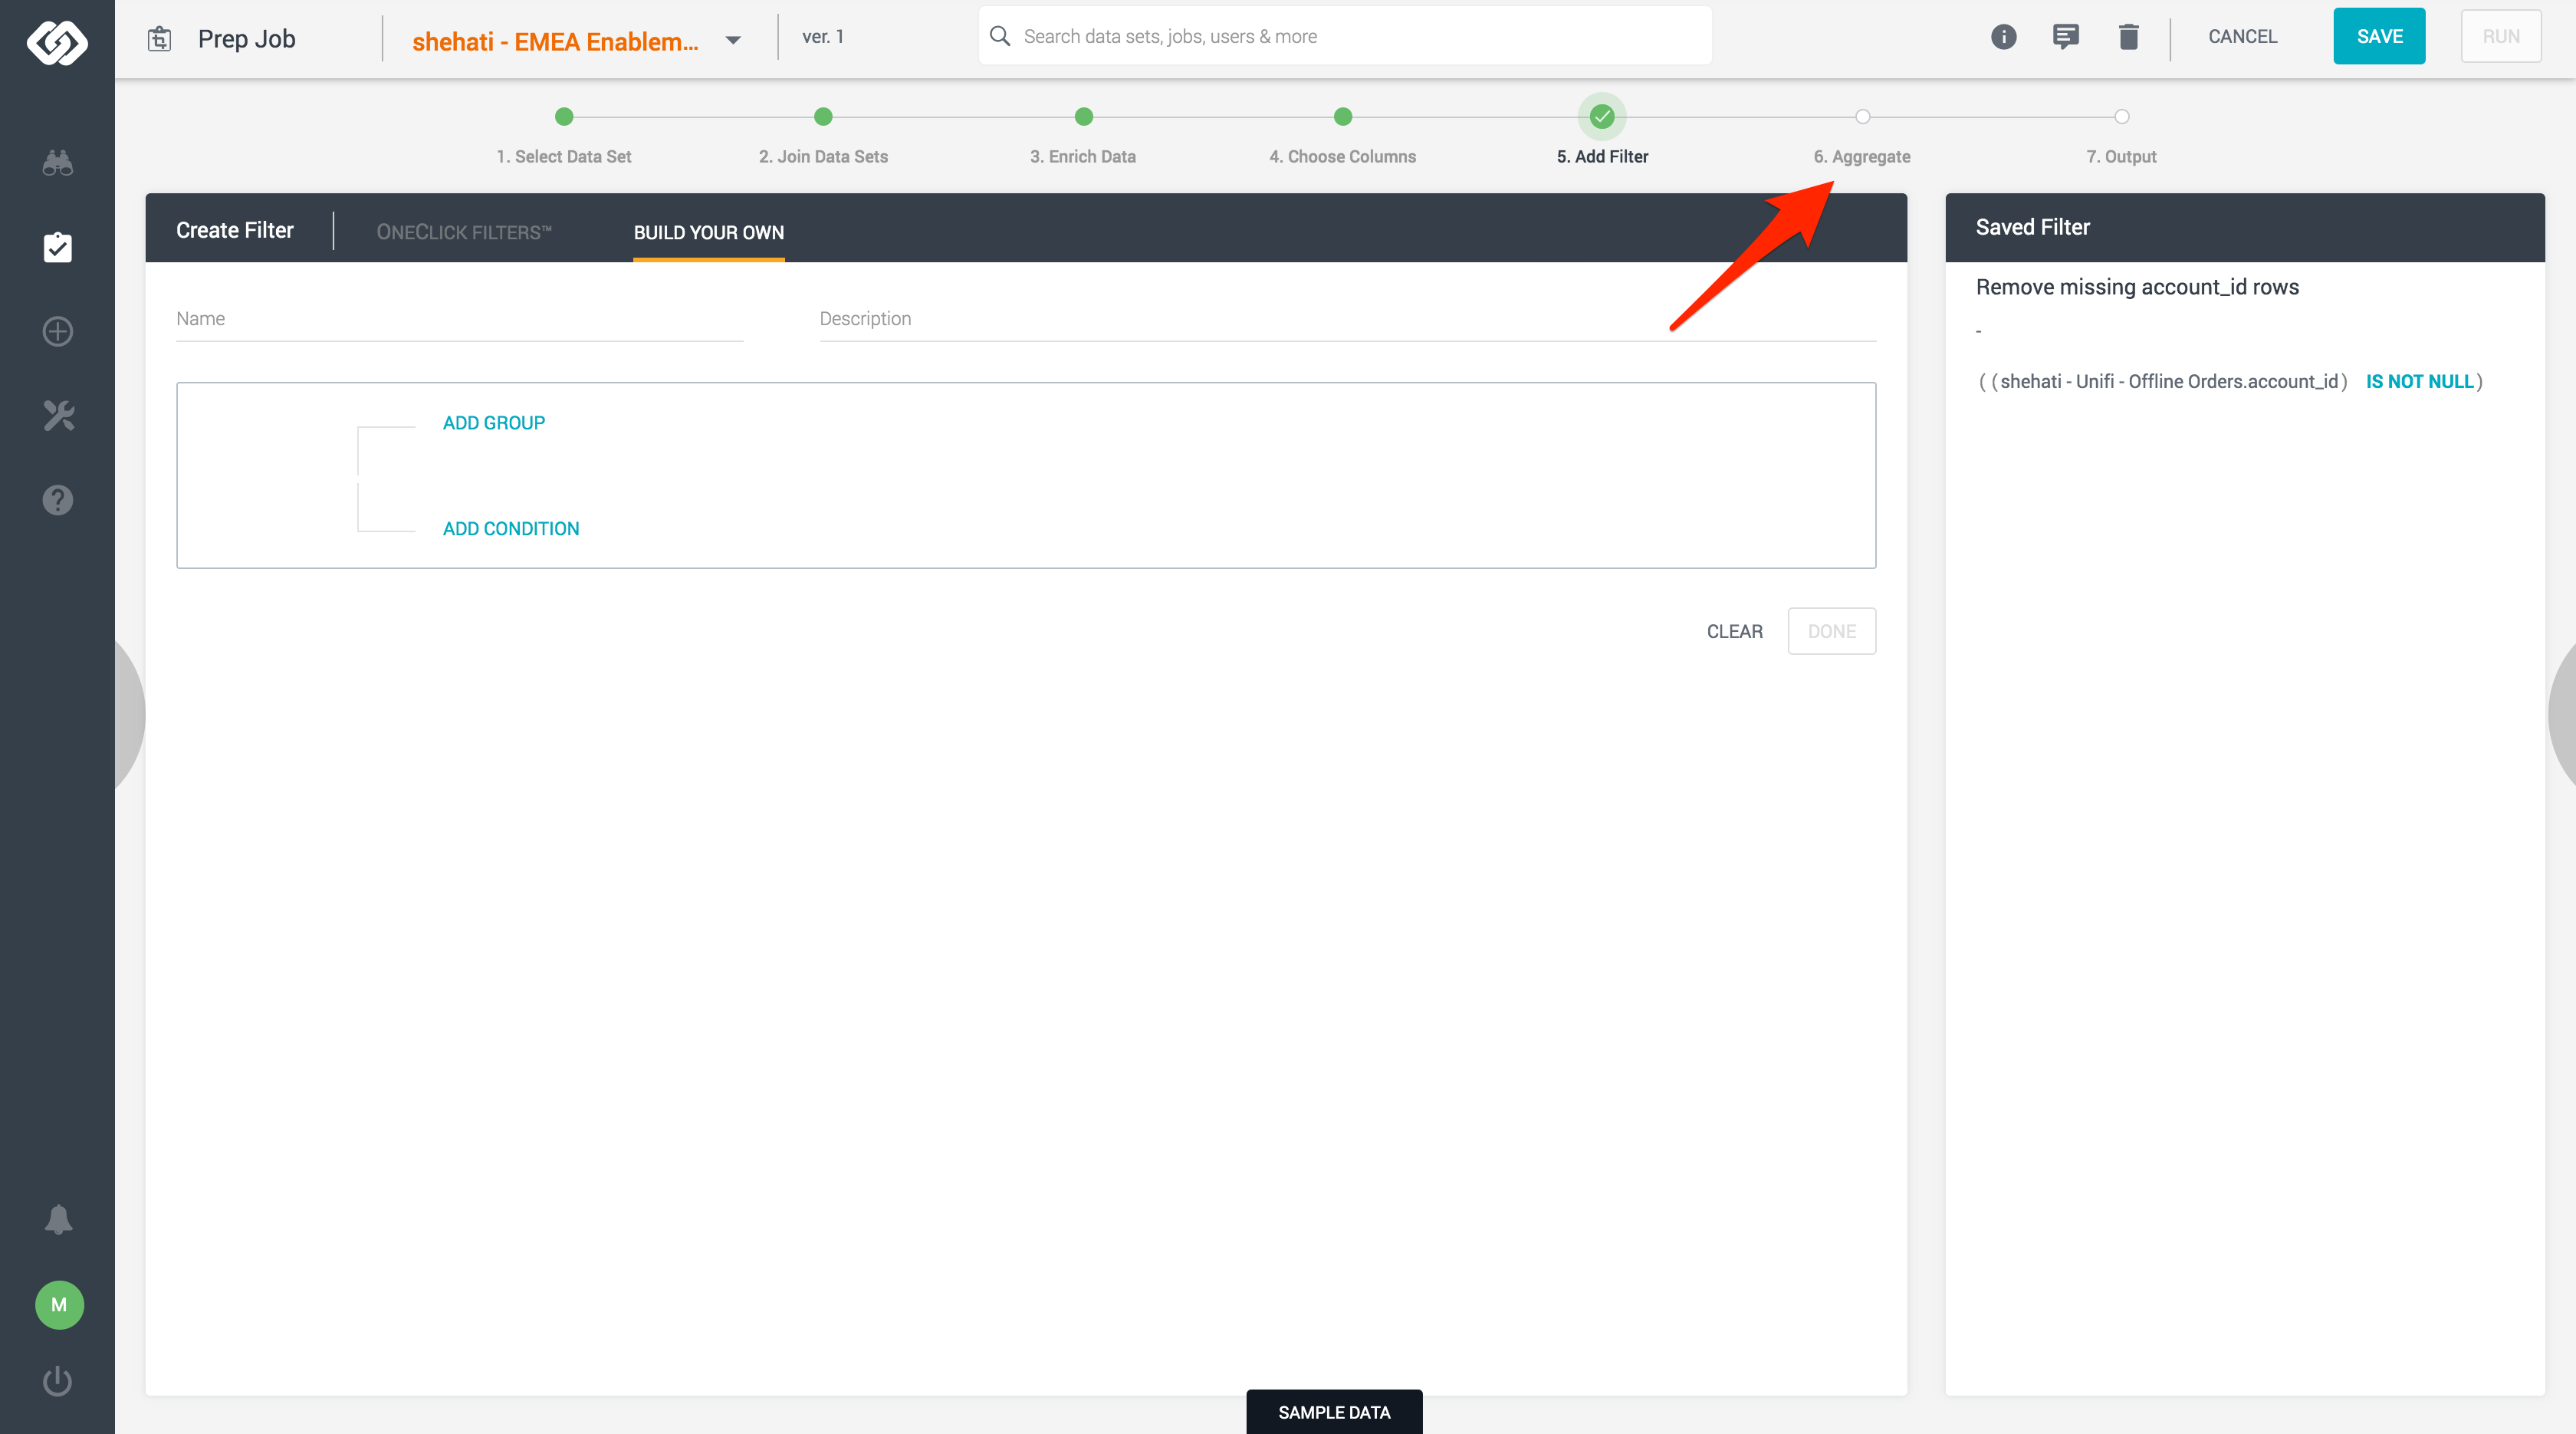 Prep Job
shehati - EMEA Enablem...
ver. 1
Search data sets, jobs, users & more
CANCEL
SAVE
RUN
1. Select Data Set
2. Join Data Sets
3. Enrich Data
4. Choose Columns
5. Add Filter
6. Aggregate
7. Output
Create Filter
ONECLICK FILTERS™
BUILD YOUR OWN
Name
Description
ADD GROUP
ADD CONDITION
CLEAR
DONE
Saved Filter
Remove missing account_id rows
-
( ( shehati - Unifi - Offline Orders.account_id ) IS NOT NULL )
M
SAMPLE DATA